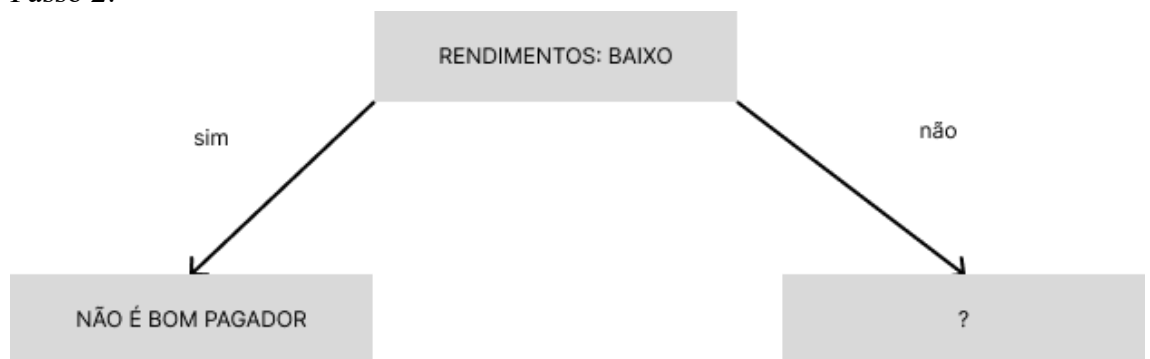 Passo 2:
RENDIMENTOS: BAIXO
sim
não
NÃO É BOM PAGADOR
?